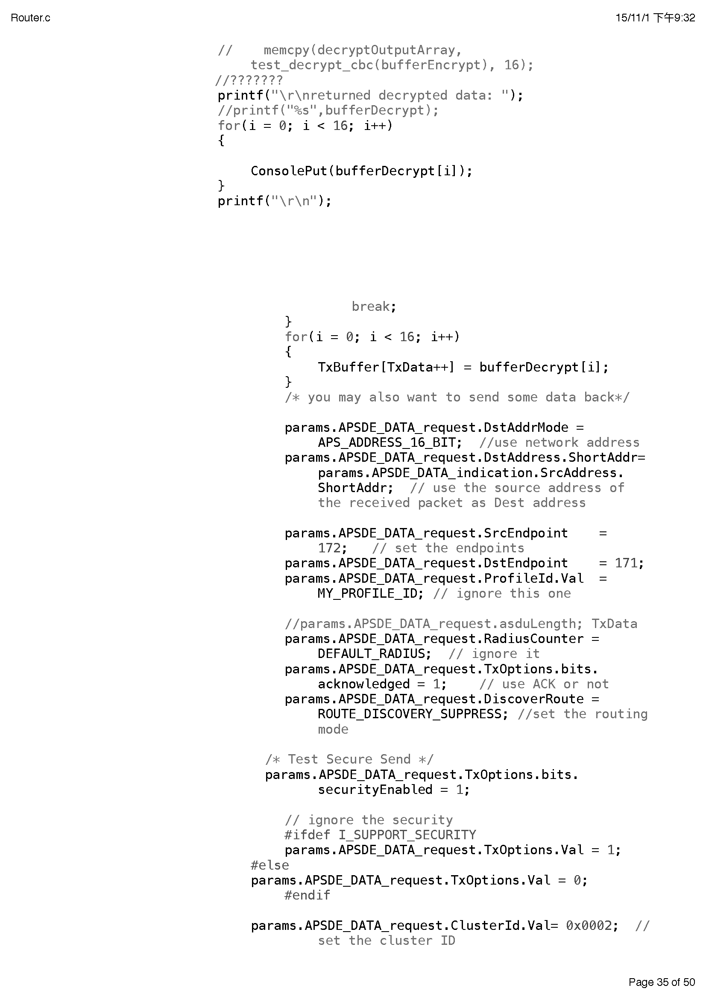 Router.c
15/11/1 下午9:32
//    memcpy(decryptOutputArray,
test_decrypt_cbc(bufferEncrypt), 16);
//???????
printf("\r\nreturned decrypted data: ");
//printf("%s",bufferDecrypt);
for(i = 0; i < 16; i++)
{
ConsolePut(bufferDecrypt[i]);
}
printf("\r\n");
break;
}
for(i = 0; i < 16; i++)
{
TxBuffer[TxData++] = bufferDecrypt[i];
}
/* you may also want to send some data back*/
params.APSDE_DATA_request.DstAddrMode =
APS_ADDRESS_16_BIT;  //use network address
params.APSDE_DATA_request.DstAddress.ShortAddr=
params.APSDE_DATA_indication.SrcAddress.
ShortAddr;  // use the source address of
the received packet as Dest address
params.APSDE_DATA_request.SrcEndpoint    =
172;   // set the endpoints
params.APSDE_DATA_request.DstEndpoint    = 171;
params.APSDE_DATA_request.ProfileId.Val  =
MY_PROFILE_ID; // ignore this one
//params.APSDE_DATA_request.asduLength; TxData
params.APSDE_DATA_request.RadiusCounter =
DEFAULT_RADIUS;  // ignore it
params.APSDE_DATA_request.TxOptions.bits.
acknowledged = 1;    // use ACK or not
params.APSDE_DATA_request.DiscoverRoute =
ROUTE_DISCOVERY_SUPPRESS; //set the routing
mode
/* Test Secure Send */
params.APSDE_DATA_request.TxOptions.bits.
securityEnabled = 1;
// ignore the security
#ifdef I_SUPPORT_SECURITY
params.APSDE_DATA_request.TxOptions.Val = 1;
#else
params.APSDE_DATA_request.TxOptions.Val = 0;
#endif
params.APSDE_DATA_request.ClusterId.Val= 0x0002;  //
set the cluster ID
Page 35 of 50